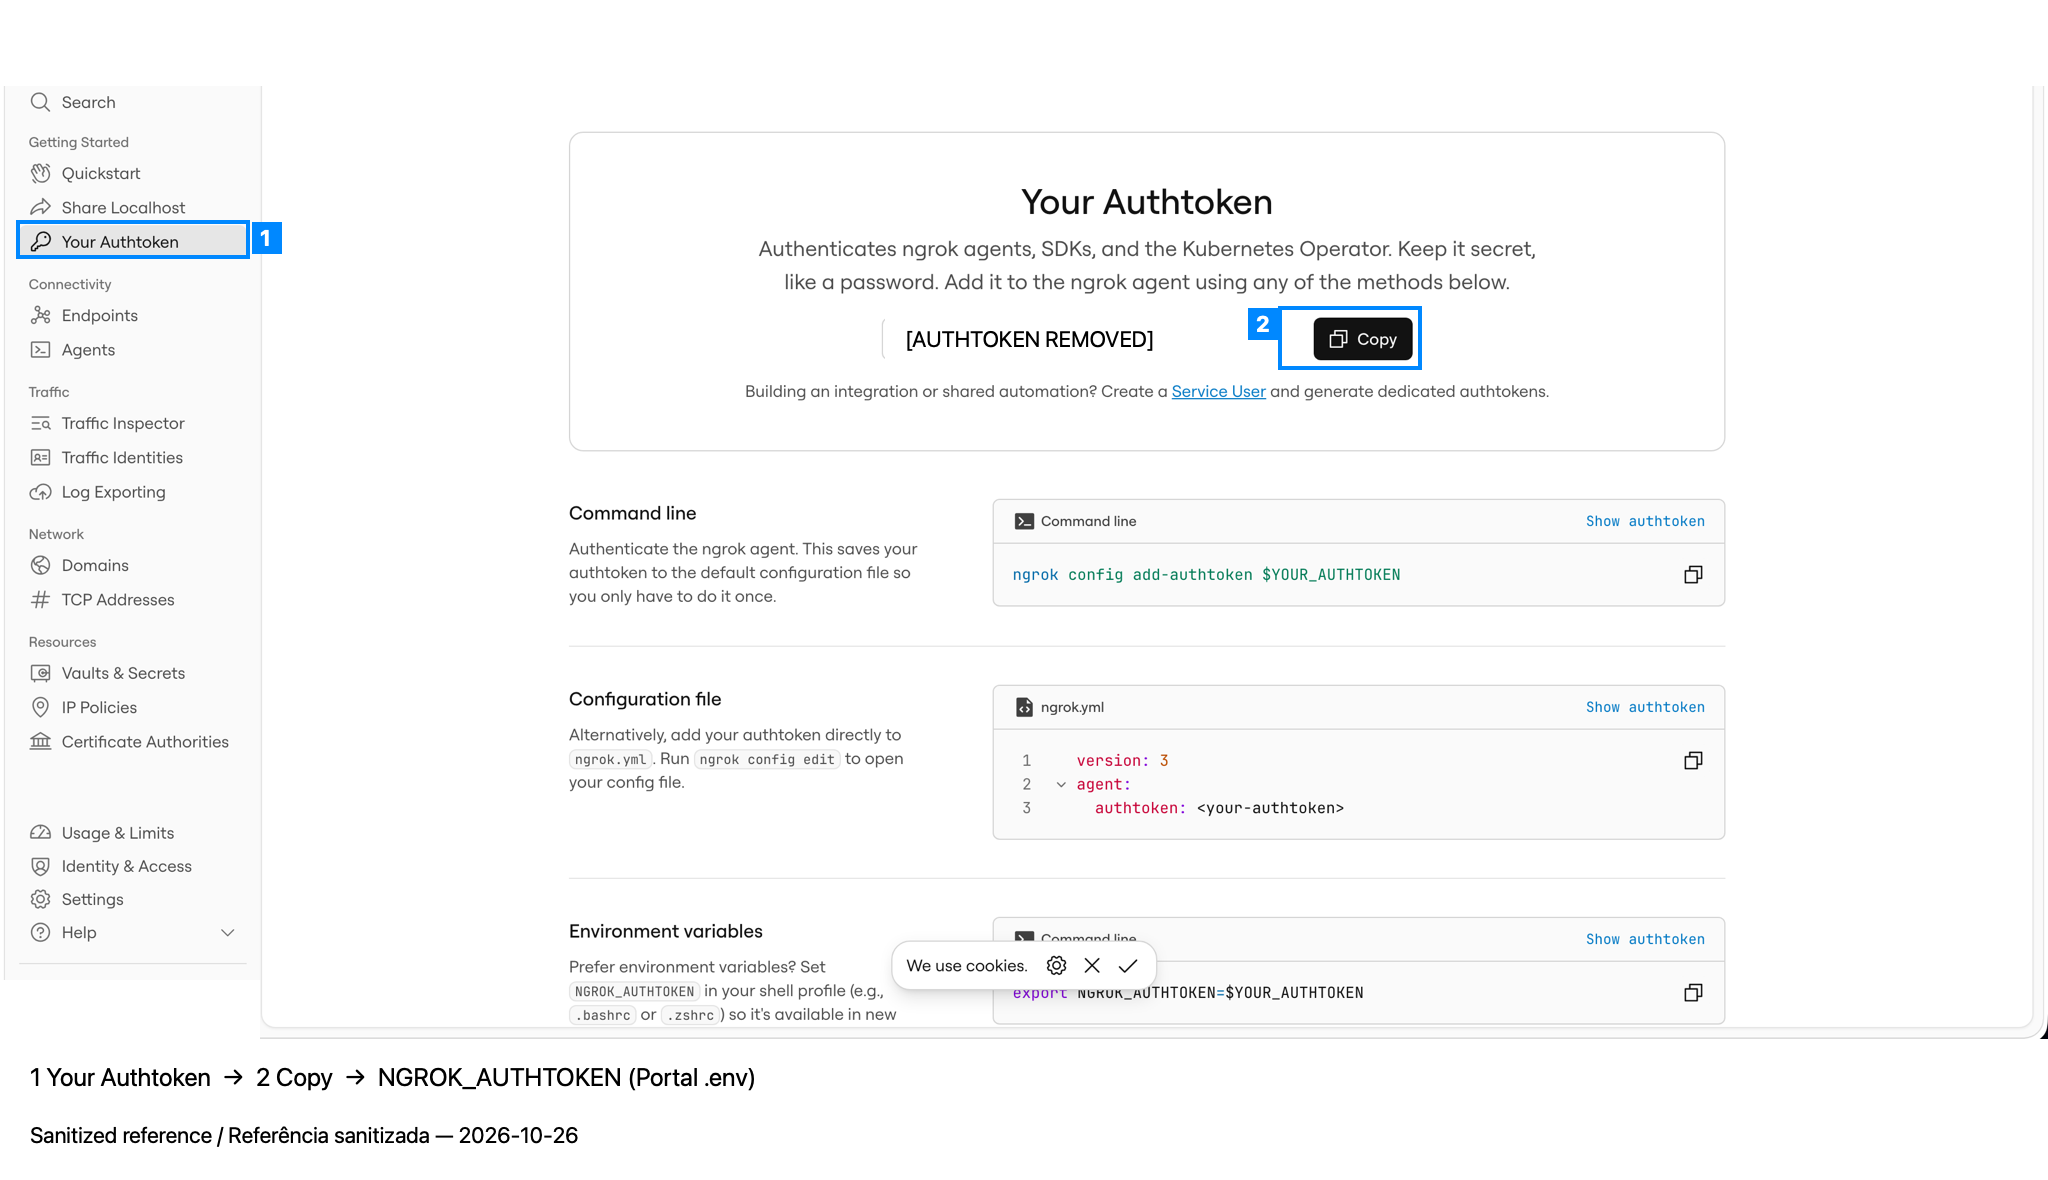 Search
Getting Started
Quickstart
Share Localhost
Your Authtoken
1
Connectivity
Endpoints
Agents
Traffic
Traffic Inspector
Traffic Identities
Log Exporting
Network
Domains
TCP Addresses
Resources
Vaults & Secrets
IP Policies
Certificate Authorities
Usage & Limits
Identity & Access
Settings
Help
Your Authtoken
Authenticates ngrok agents, SDKs, and the Kubernetes Operator. Keep it secret,
like a password. Add it to the ngrok agent using any of the methods below.
[AUTHTOKEN REMOVED]
2
Copy
Building an integration or shared automation? Create a Service User and generate dedicated authtokens.
Command line
Authenticate the ngrok agent. This saves your
authtoken to the default configuration file so
you only have to do it once.
Command line
Show authtoken
ngrok config add-authtoken $YOUR_AUTHTOKEN
Configuration file
Alternatively, add your authtoken directly to
ngrok.yml. Run ngrok config edit to open
your config file.
ngrok.yml
Show authtoken
1 version: 3
2 agent:
3 authtoken: <your-authtoken>
Environment variables
Prefer environment variables? Set
NGROK_AUTHTOKEN in your shell profile (e.g.,
.bashrc or .zshrc) so it's available in new
Command line
Show authtoken
We use cookies.
export NGROK_AUTHTOKEN=$YOUR_AUTHTOKEN
1 Your Authtoken → 2 Copy → NGROK_AUTHTOKEN (Portal .env)
Sanitized reference / Referência sanitizada — 2026-10-26